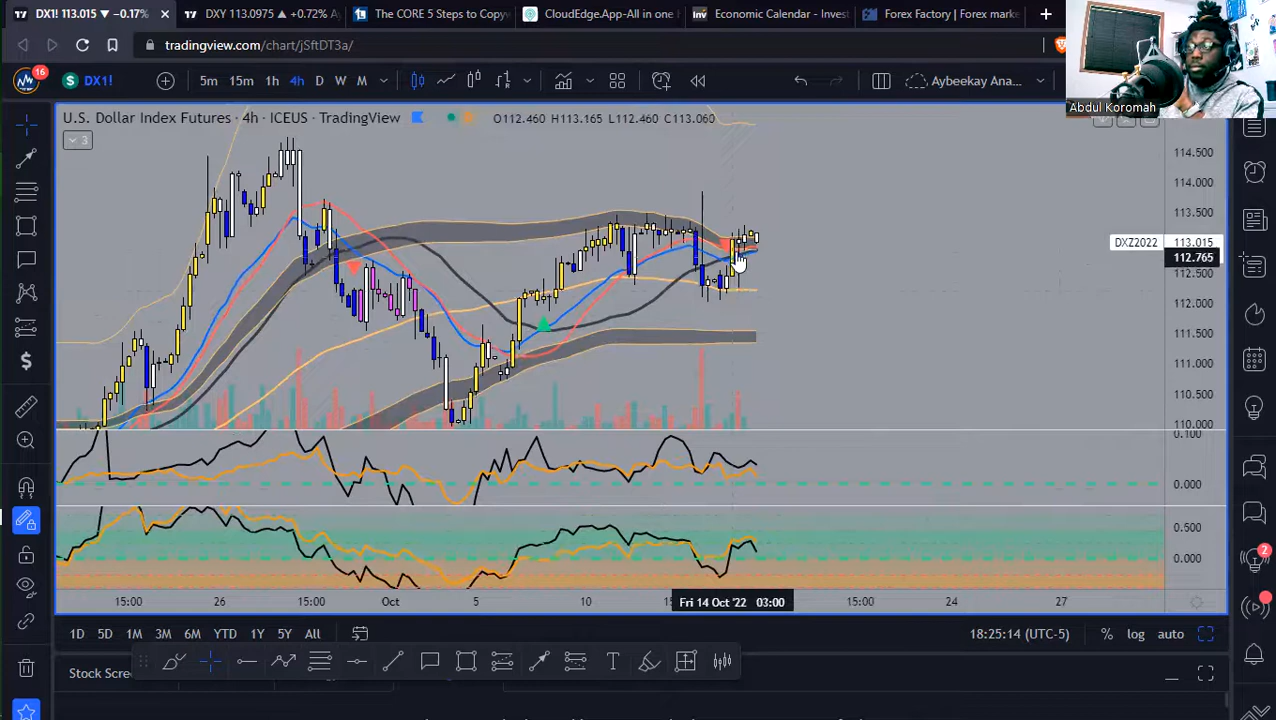 DX1! 113.015 ▼ −0.17%
DXY 113.0975 ▲ +0.72%
The CORE 5 Steps to Copy
CloudEdge.App-All in one
Economic Calendar - Invest
Forex Factory | Forex mark
tradingview.com/chart/jSftDT3a/
16
DX1!
5m 15m 1h 4h D W M
Aybeekay Ana...
Abdul Koromah
U.S. Dollar Index Futures · 4h · ICEUS · TradingView
O112.460 H113.165 L112.460 C113.060
3
114.500
114.000
113.500
DXZ2022 113.015
112.765
112.500
112.000
111.500
111.000
110.500
110.000
0.100
0.000
0.500
0.000
2
15:00 26 15:00 Oct 5 10 Fri 14 Oct '22 03:00 15:00 24 27
1D 5D 1M 3M 6M YTD 1Y 5Y All
18:25:14 (UTC-5) % log auto
Stock Scre